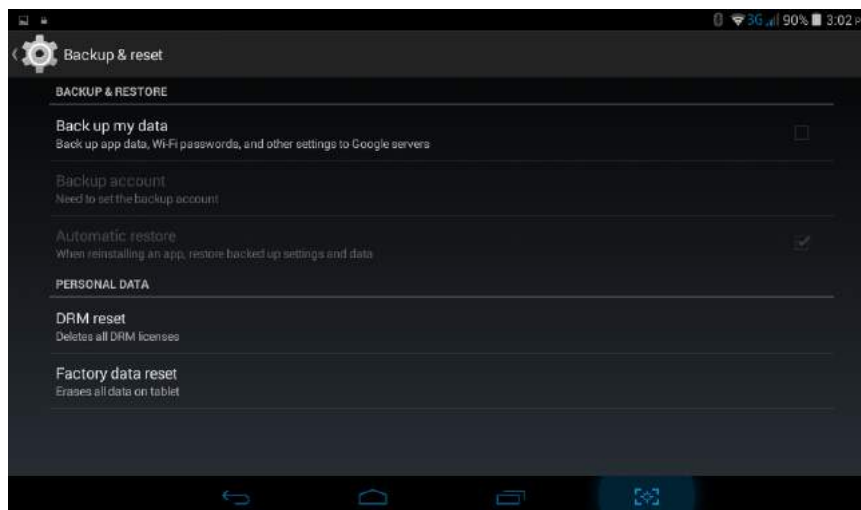 3G 90% 3:02 P
Backup & reset
BACKUP & RESTORE
Back up my data
Back up app data, Wi-Fi passwords, and other settings to Google servers
Backup account
Need to set the backup account
Automatic restore
When reinstalling an app, restore backed up settings and data
PERSONAL DATA
DRM reset
Deletes all DRM licenses
Factory data reset
Erases all data on tablet